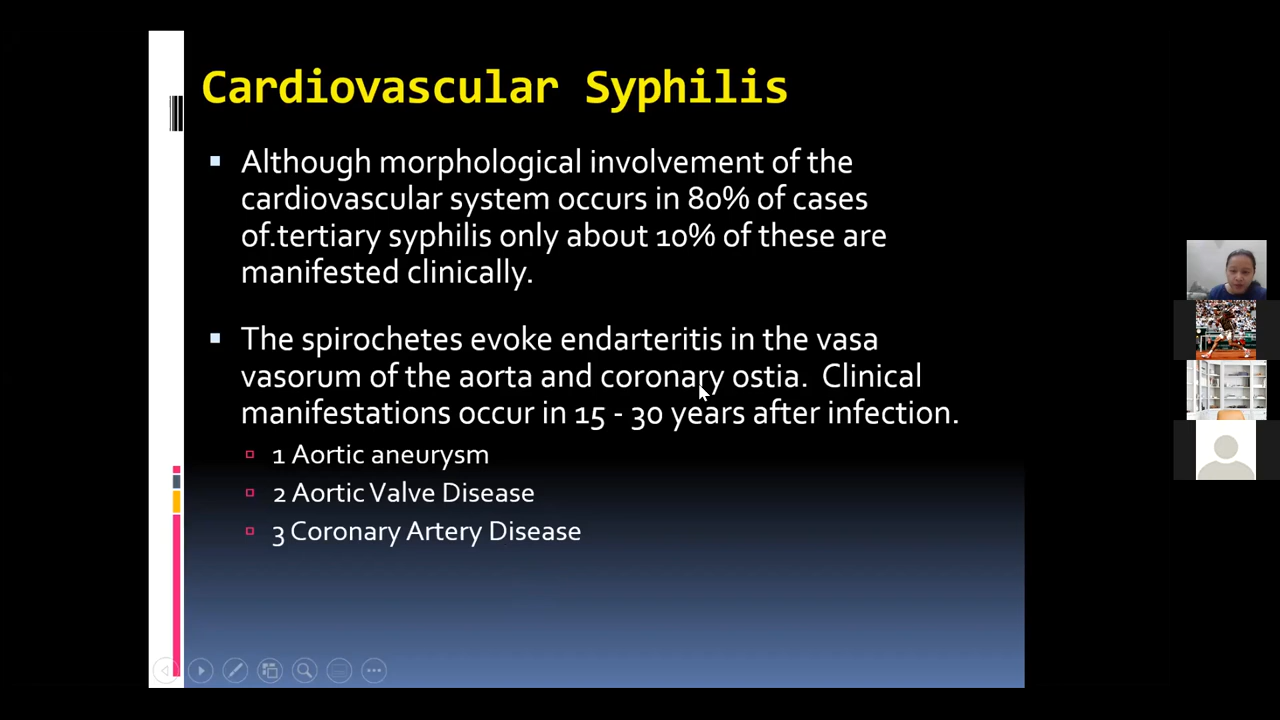 Cardiovascular Syphilis
Although morphological involvement of the
cardiovascular system occurs in 80% of cases
of.tertiary syphilis only about 10% of these are
manifested clinically.
The spirochetes evoke endarteritis in the vasa
vasorum of the aorta and coronary ostia.  Clinical
manifestations occur in 15 - 30 years after infection.
1 Aortic aneurysm
2 Aortic Valve Disease
3 Coronary Artery Disease